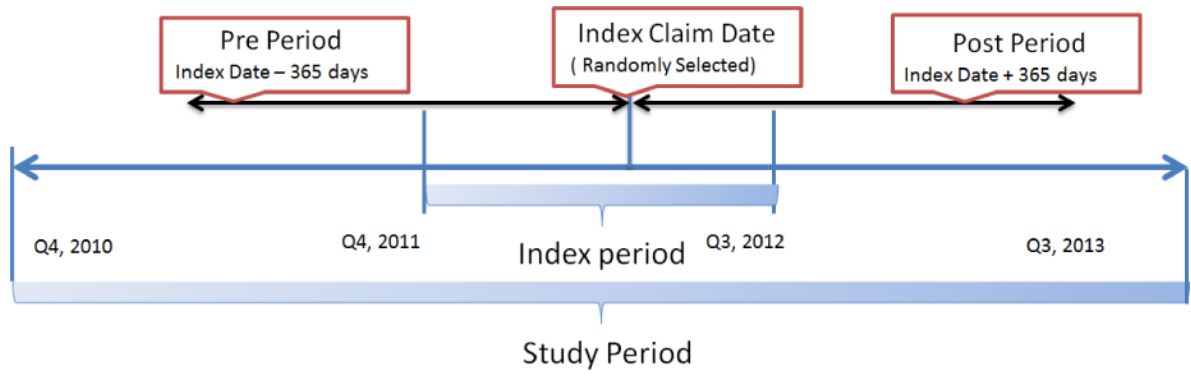 Pre Period
Index Date – 365 days
Index Claim Date
( Randomly Selected)
Post Period
Index Date + 365 days
Q4, 2010
Q4, 2011
Index period
Q3, 2012
Q3, 2013
Study Period